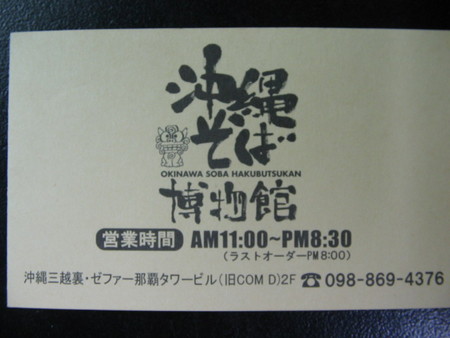 沖縄
そば
OKINAWA SOBA HAKUBUTSUKAN
博物館
営業時間 AM11:00~PM8:30
(ラストオーダーPM8:00)
沖縄三越裏・ゼファー那覇タワービル(旧COM D)2F ☎098-869-4376